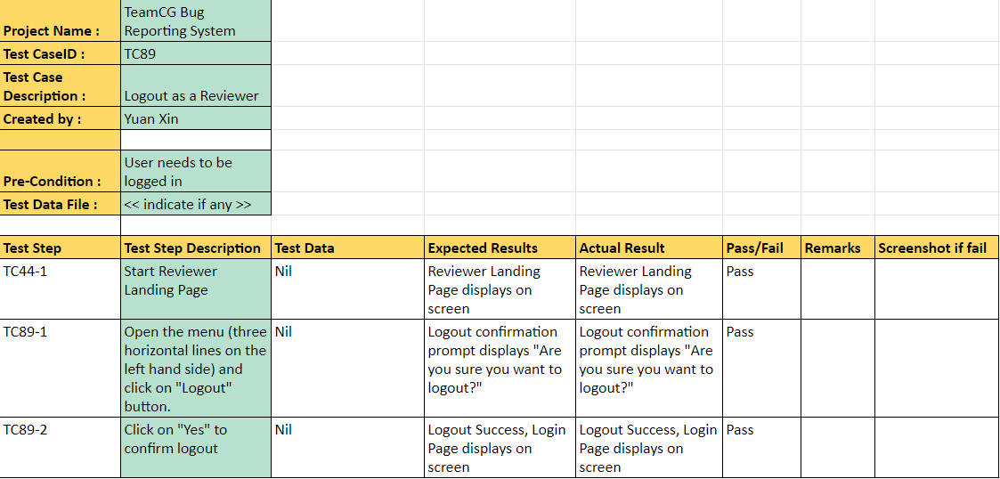 Project Name :
TeamCG Bug
Reporting System
Test CaseID :
TC89
Test Case
Description :
Logout as a Reviewer
Created by :
Yuan Xin
Pre-Condition :
User needs to be
logged in
Test Data File :
<< indicate if any >>
Test Step
Test Step Description
Test Data
Expected Results
Actual Result
Pass/Fail
Remarks
Screenshot if fail
TC44-1
Start Reviewer
Landing Page
Nil
Reviewer Landing
Page displays on
screen
Reviewer Landing
Page displays on
screen
Pass
TC89-1
Open the menu (three
horizontal lines on the
left hand side) and
click on "Logout"
button.
Nil
Logout confirmation
prompt displays "Are
you sure you want to
logout?"
Logout confirmation
prompt displays "Are
you sure you want to
logout?"
Pass
TC89-2
Click on "Yes" to
confirm logout
Nil
Logout Success, Login
Page displays on
screen
Logout Success, Login
Page displays on
screen
Pass